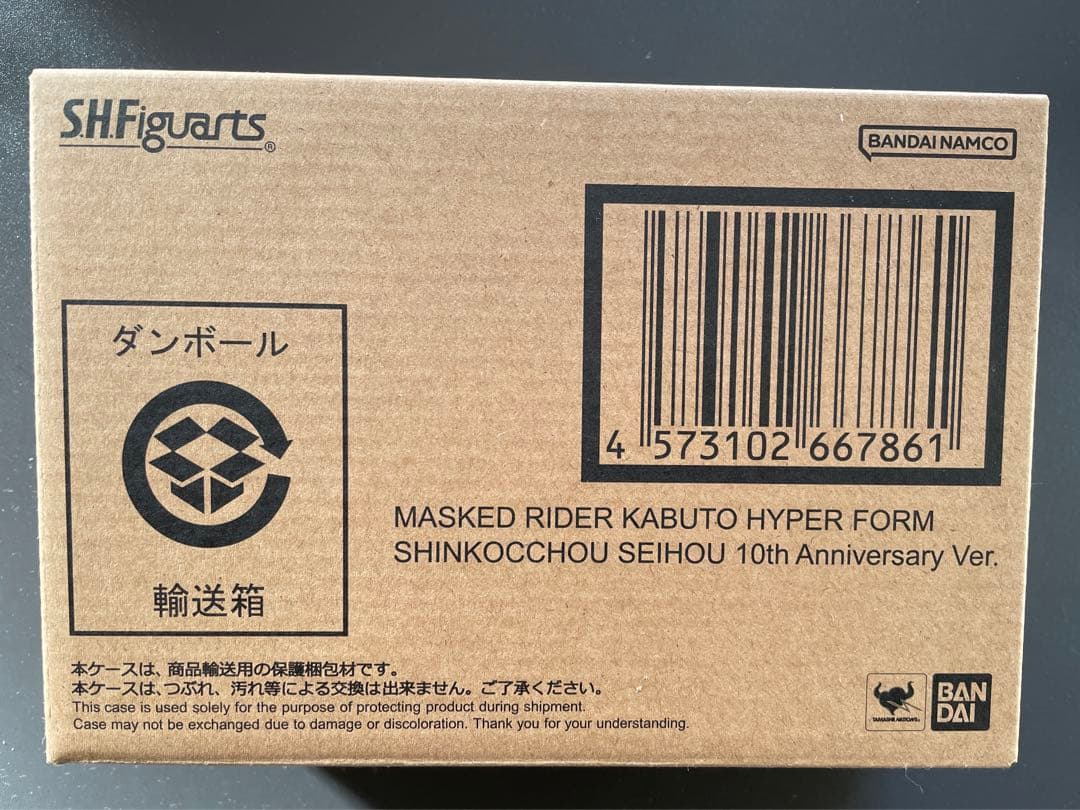 S.H.Figuarts®
BANDAI NAMCO
ダンボール
輸送箱
4 573102 667861
MASKED RIDER KABUTO HYPER FORM
SHINKOCCHOU SEIHOU 10th Anniversary Ver.
本ケースは、商品輸送用の保護梱包材です。
本ケースは、つぶれ、汚れ等による交換は出来ません。ご了承ください。
This case is used solely for the purpose of protecting product during shipment.
Case may not be exchanged due to damage or discoloration. Thank you for your understanding.
TAMASHII NATIONS
BAN
DAI